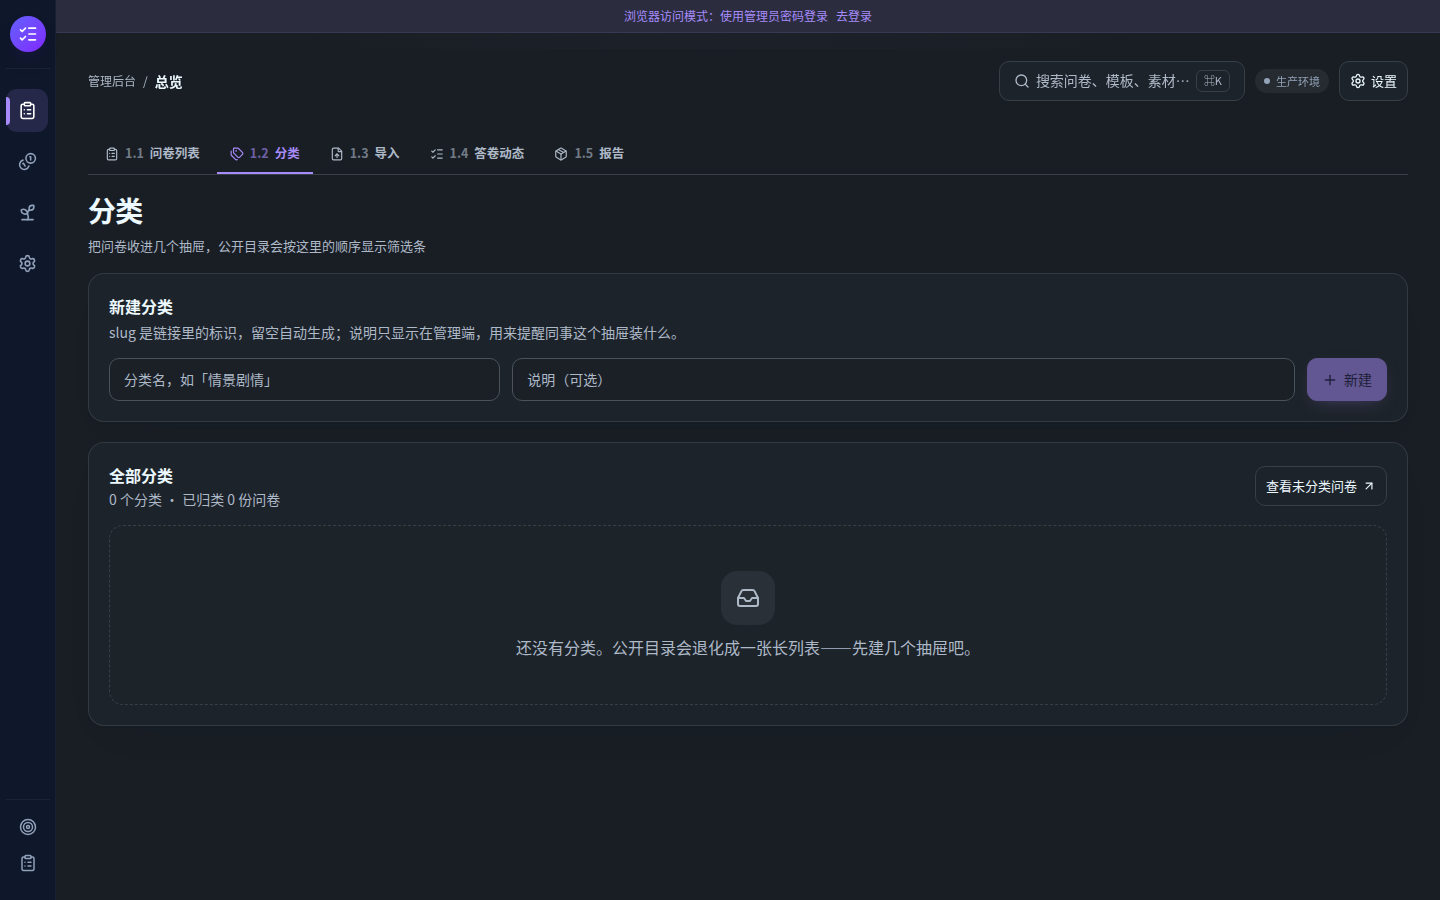 浏览器访问模式：使用管理员密码登录 去登录
管理后台 / 总览
搜索问卷、模板、素材… ⌘K
生产环境
设置
1.1 问卷列表
1.2 分类
1.3 导入
1.4 答卷动态
1.5 报告
分类
把问卷收进几个抽屉，公开目录会按这里的顺序显示筛选条
新建分类
slug 是链接里的标识，留空自动生成；说明只显示在管理端，用来提醒同事这个抽屉装什么。
分类名，如「情景剧情」
说明（可选）
新建
全部分类
0 个分类 · 已归类 0 份问卷
查看未分类问卷
还没有分类。公开目录会退化成一张长列表——先建几个抽屉吧。